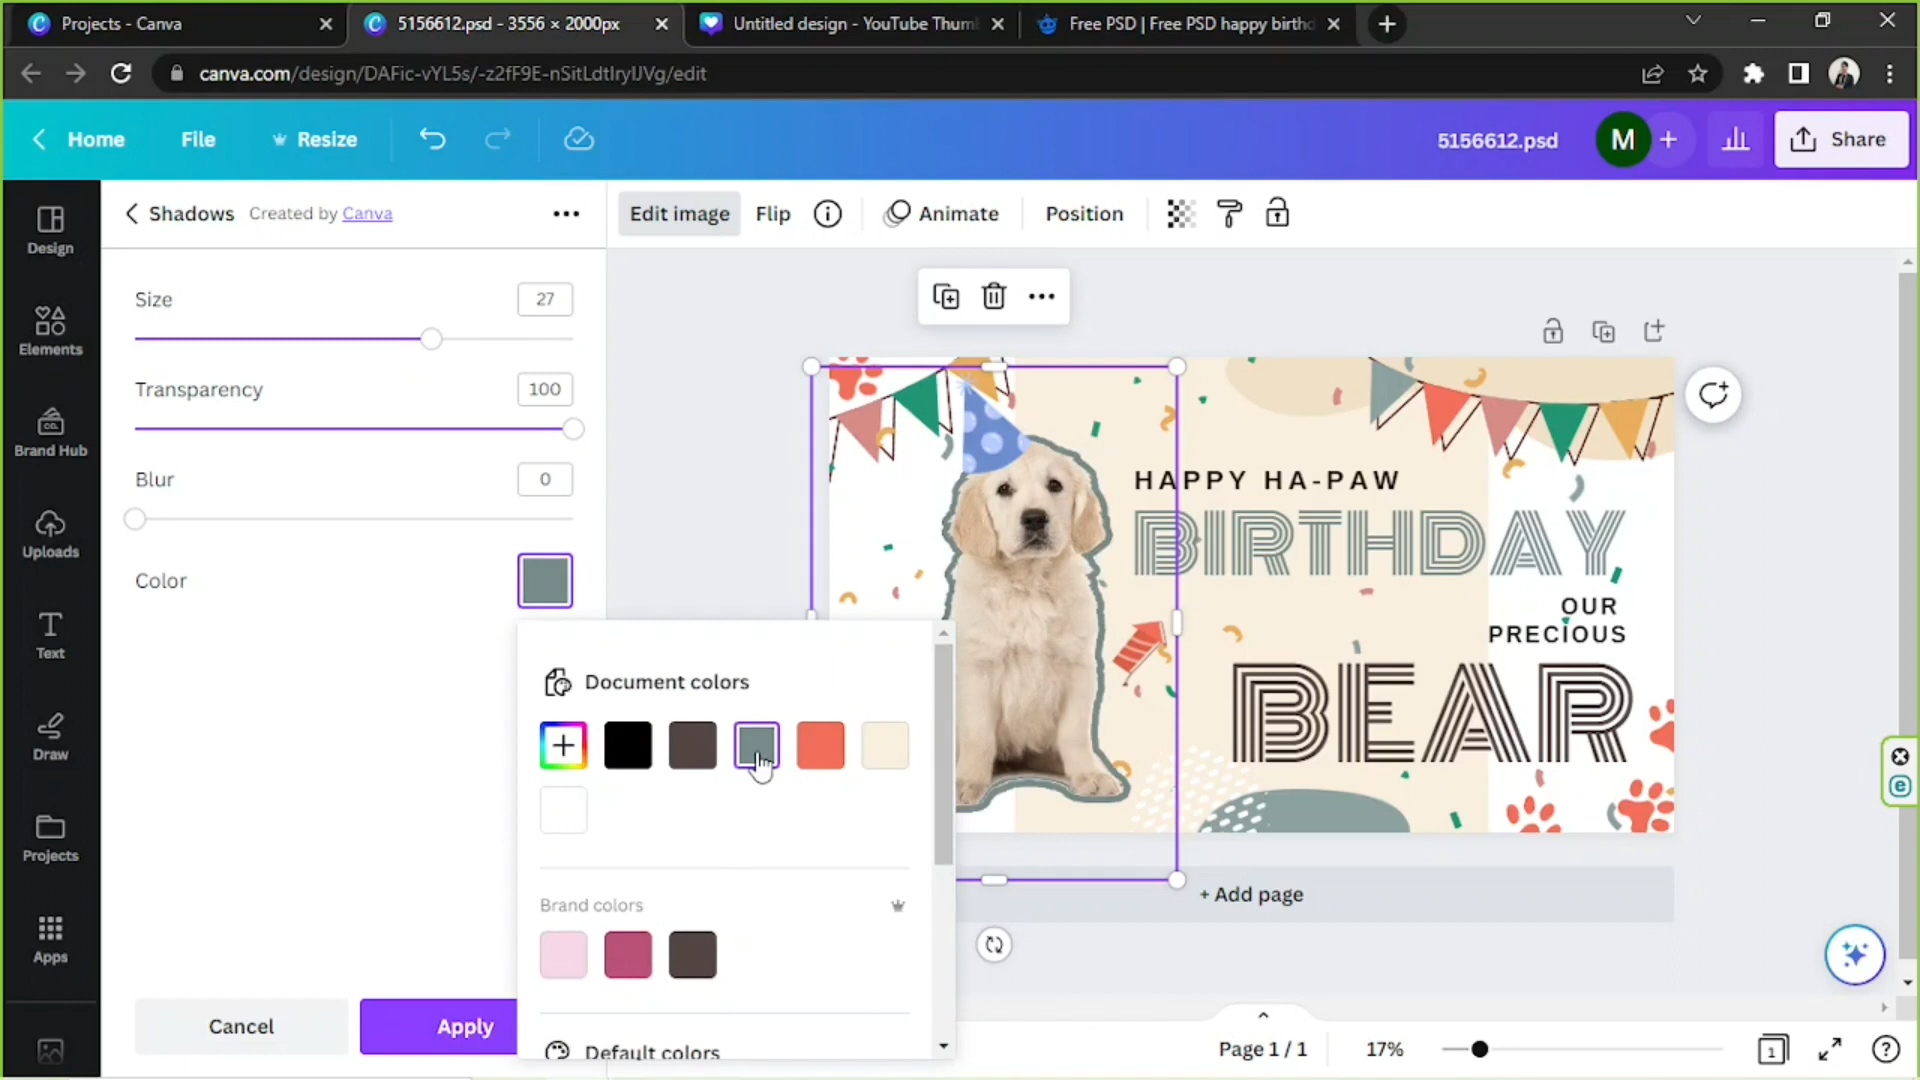 Projects - Canva
5156612.psd - 3556 × 2000px
Untitled design - YouTube Thum
Free PSD | Free PSD happy birthd
canva.com/design/DAFic-vYL5s/-z2fF9E-nSitLdtIryIJVg/edit
Home
File
Resize
5156612.psd
M
Share
Design
Elements
Brand Hub
Uploads
Text
Draw
Projects
Apps
Shadows Created by Canva
Size 27
Transparency 100
Blur 0
Color
Cancel
Apply
Document colors
Brand colors
Default colors
Edit image
Flip
Animate
Position
HAPPY HA-PAW
BIRTHDAY
OUR
PRECIOUS
BEAR
+ Add page
Page 1 / 1
17%
1